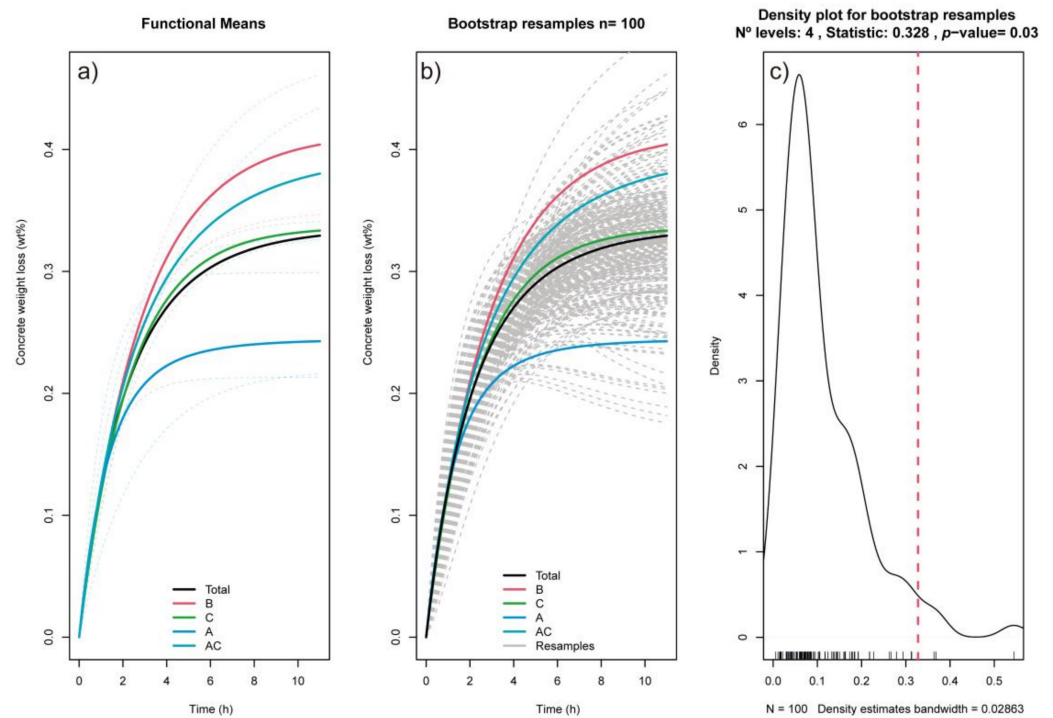 Functional Means
a)
Concrete weight loss (wt%)
0.4
0.3
0.2
0.1
0.0
Total
B
C
A
AC
0 2 4 6 8 10
Time (h)
Bootstrap resamples n= 100
b)
Concrete weight loss (wt%)
0.4
0.3
0.2
0.1
0.0
Total
B
C
A
AC
Resamples
0 2 4 6 8 10
Time (h)
Density plot for bootstrap resamples
Nº levels: 4 , Statistic: 0.328 , p−value= 0.03
c)
Density
6
5
4
3
2
1
0
0.0 0.1 0.2 0.3 0.4 0.5
N = 100 Density estimates bandwidth = 0.02863